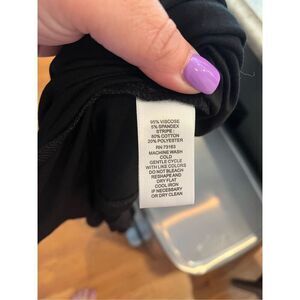 95% VISCOSE
5% SPANDEX
STRIPE:
80% COTTON
20% POLYESTER
RN 73163
MACHINE WASH
COLD
GENTLE CYCLE
WITH LIKE COLORS
DO NOT BLEACH
RESHAPE AND
DRY FLAT
COOL IRON
IF NECESSARY
OR DRY CLEAN